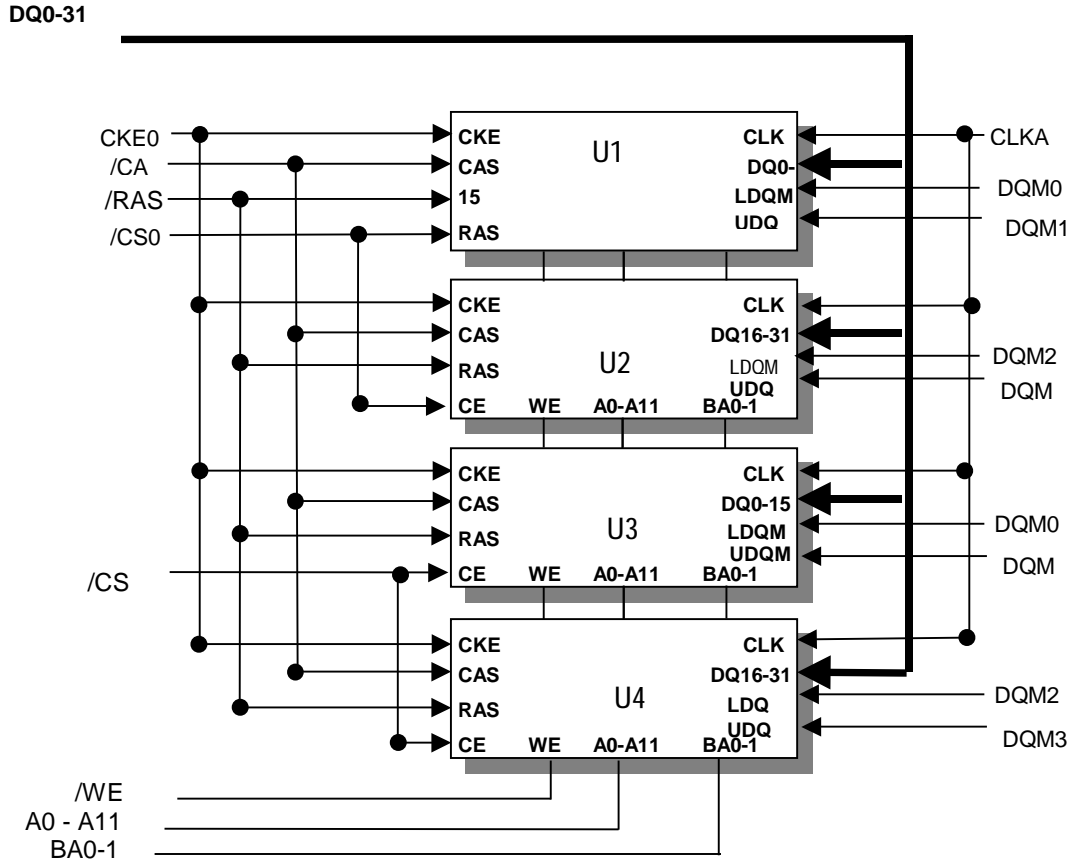 DQ0-31
CKE0
/CA
/RAS
/CS0
CKE
CAS
15
RAS
U1
CLK
DQ0-
LDQM
UDQ
CLKA
DQM0
DQM1
CKE
CAS
RAS
CE
U2
WE
A0-A11
BA0-1
CLK
DQ16-31
LDQM
UDQ
DQM2
DQM
/CS
CKE
CAS
RAS
CE
U3
WE
A0-A11
BA0-1
CLK
DQ0-15
LDQM
UDQM
DQM0
DQM
CKE
CAS
RAS
CE
U4
WE
A0-A11
BA0-1
CLK
DQ16-31
LDQ
UDQ
DQM2
DQM3
/WE
A0 - A11
BA0-1